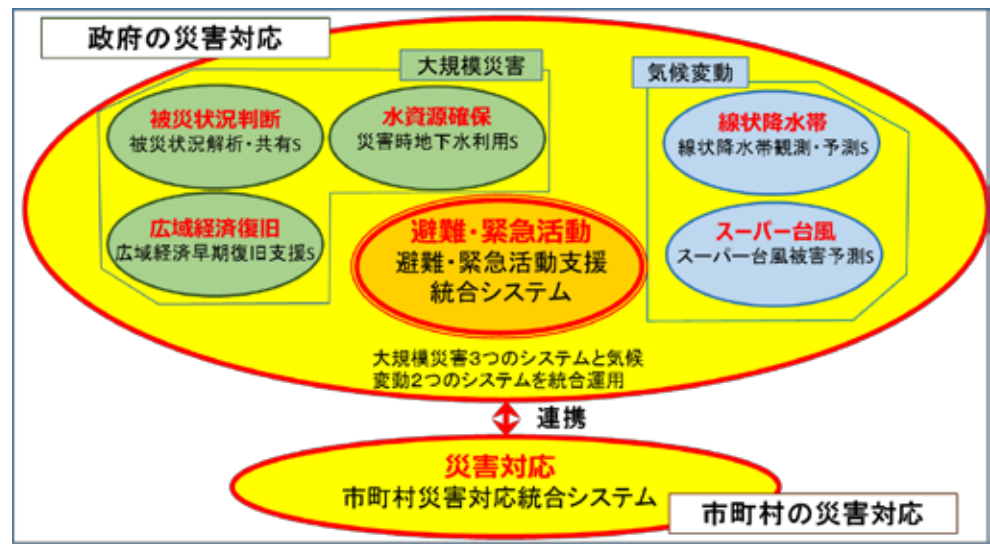 政府の災害対応
大規模災害
気候変動
被災状況判断
被災状況解析・共有S
水資源確保
災害時地下水利用S
線状降水帯
線状降水帯観測・予測S
広域経済復旧
広域経済早期復旧支援S
避難・緊急活動
避難・緊急活動支援
統合システム
スーパー台風
スーパー台風被害予測S
大規模災害３つのシステムと気候
変動２つのシステムを統合運用
連携
災害対応
市町村災害対応統合システム
市町村の災害対応